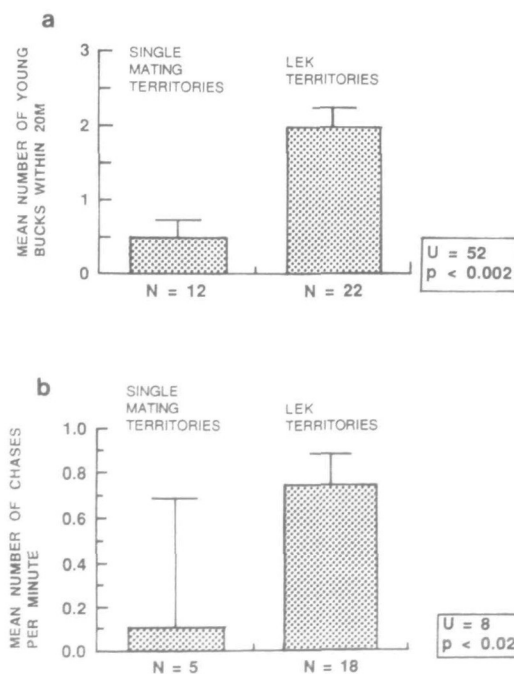 a
MEAN NUMBER OF YOUNG
BUCKS WITHIN 20M
3
2
1
0
SINGLE
MATING
TERRITORIES
LEK
TERRITORIES
N = 12
N = 22
U = 52
p < 0.002
b
MEAN NUMBER OF CHASES
PER MINUTE
1.0
0.8
0.6
0.4
0.2
0.0
SINGLE
MATING
TERRITORIES
LEK
TERRITORIES
N = 5
N = 18
U = 8
p < 0.02